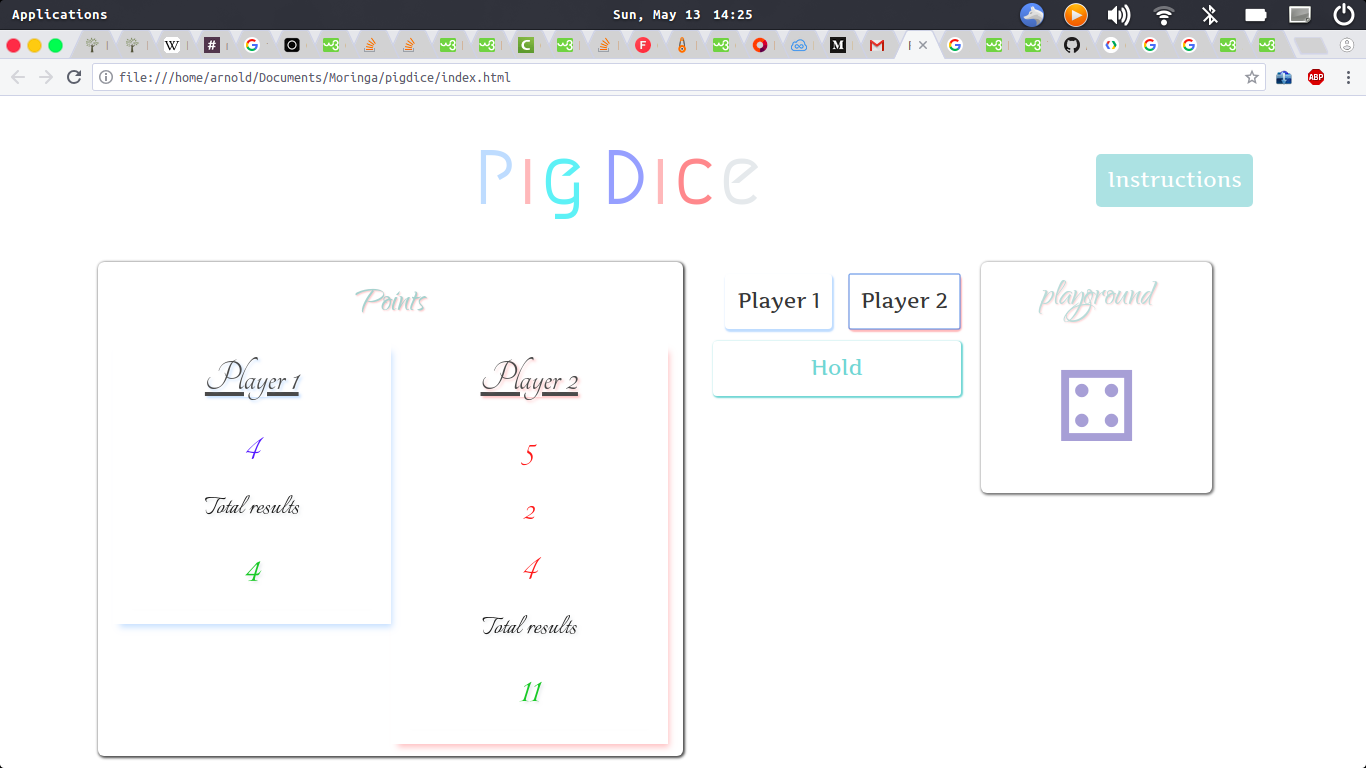 Applications
Sun, May 13 14:25
file:///home/arnold/Documents/Moringa/pigdice/index.html
ABP
Pig Dice
Instructions
Points
Player 1
4
Total results
4
Player 2
5
2
4
Total results
11
Player 1
Player 2
Hold
playground